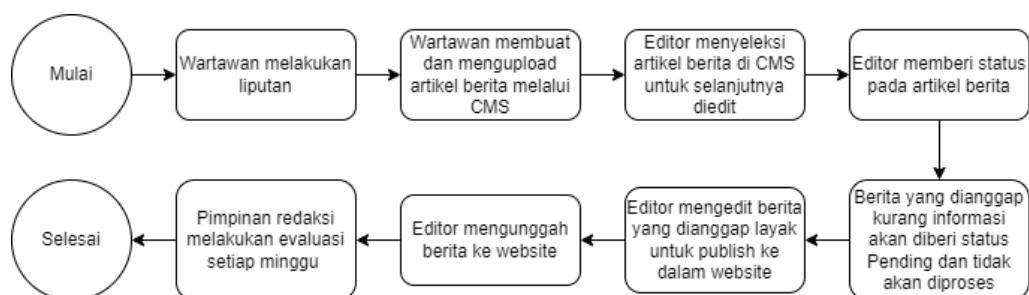 Mulai
Wartawan melakukan
liputan
Wartawan membuat
dan mengupload
artikel berita melalui
CMS
Editor menyeleksi
artikel berita di CMS
untuk selanjutnya
diedit
Editor memberi status
pada artikel berita
Berita yang dianggap
kurang informasi
akan diberi status
Pending dan tidak
akan diproses
Editor mengedit berita
yang dianggap layak
untuk publish ke
dalam website
Editor mengunggah
berita ke website
Pimpinan redaksi
melakukan evaluasi
setiap minggu
Selesai